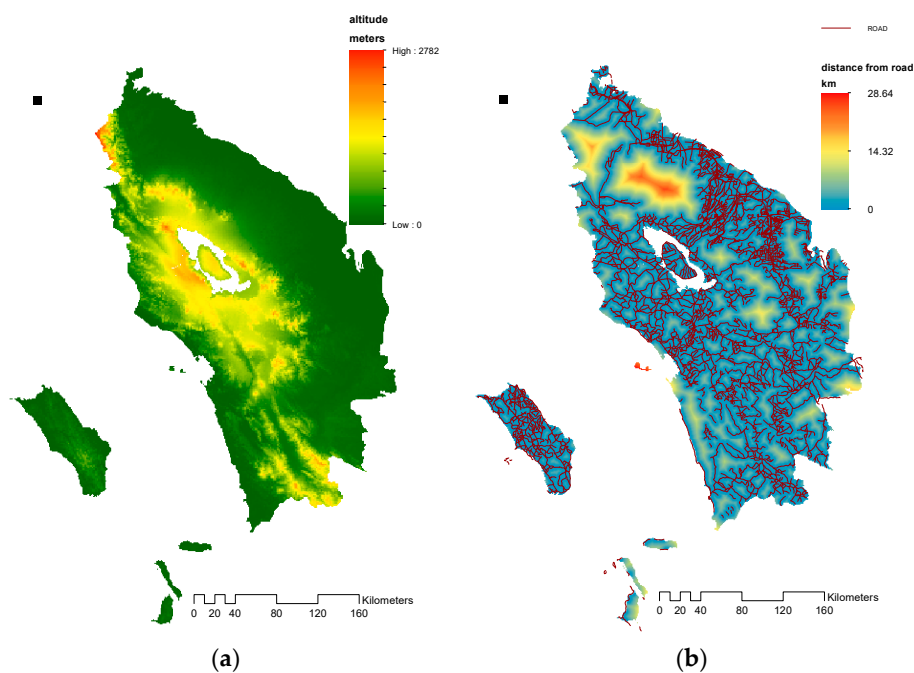 altitude
meters
High : 2782
Low : 0
0 20 40 80 120 160
Kilometers
(a)
ROAD
distance from road
km
28.64
14.32
0
0 20 40 80 120 160
Kilometers
(b)